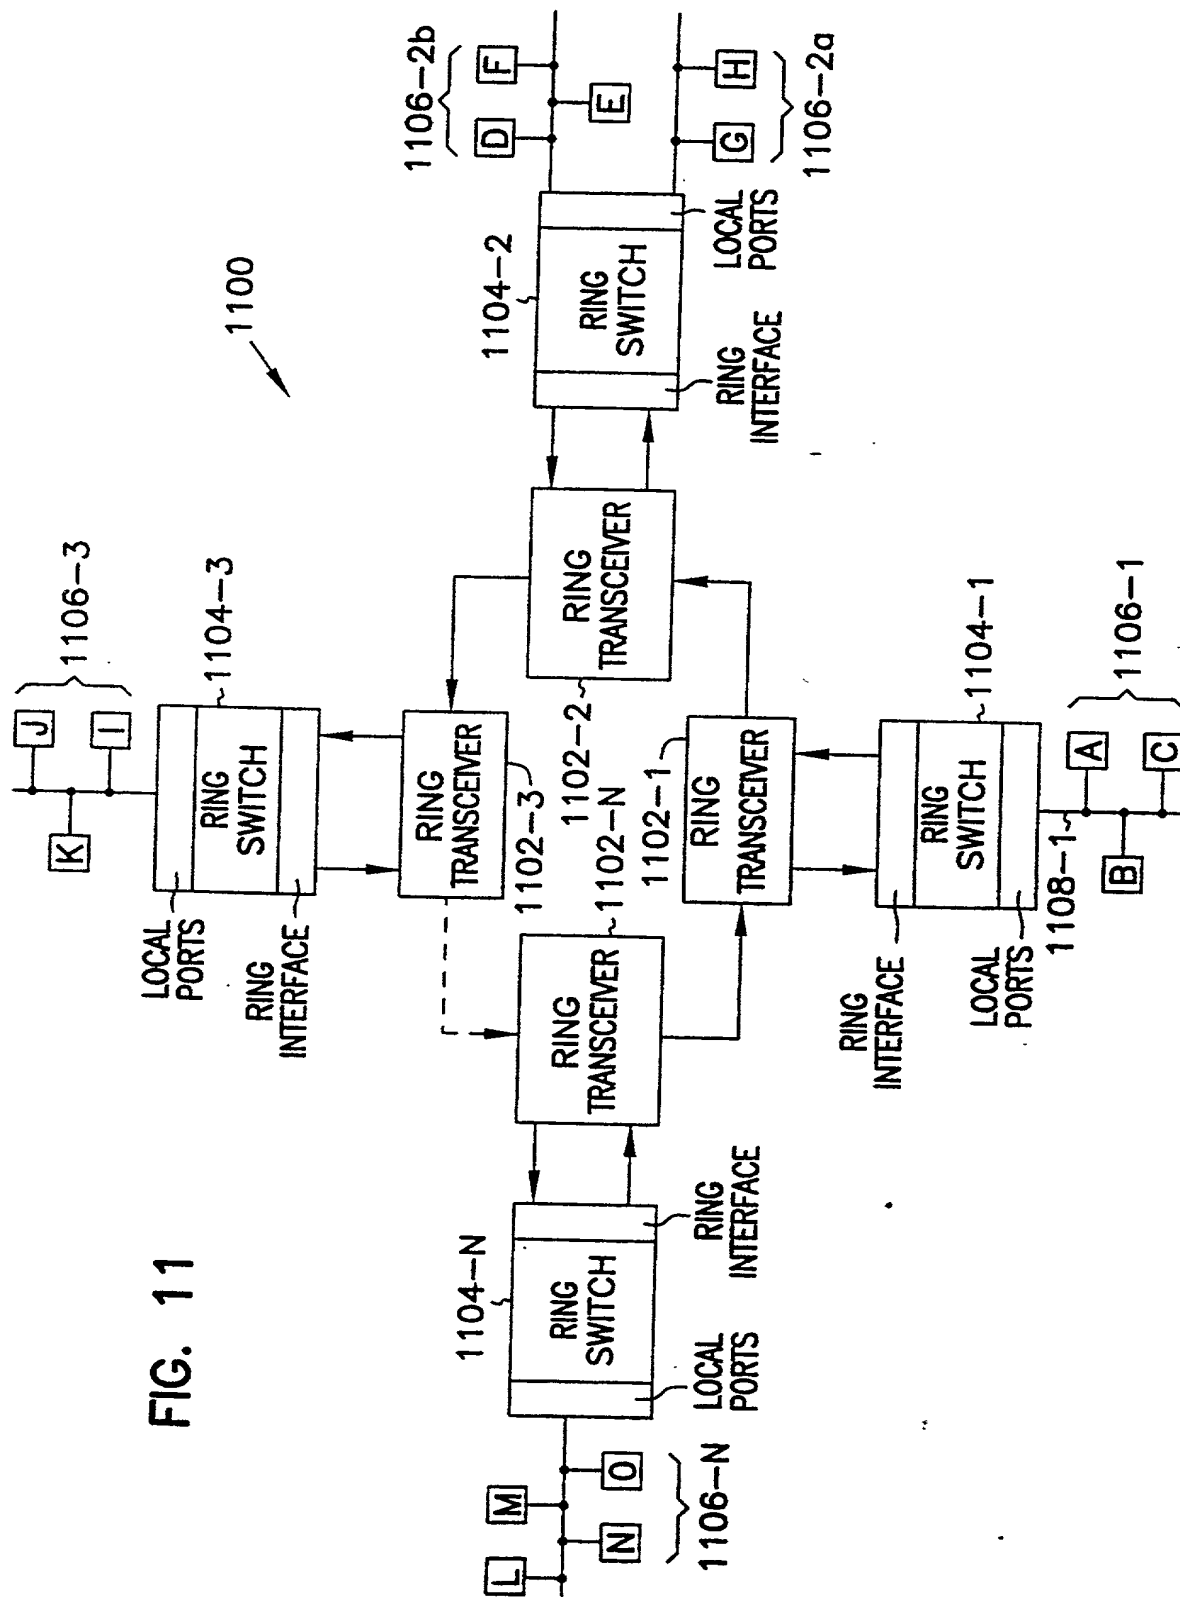 FIG. 11
1100
J
I
K
1106-3
1104-3
LOCAL
PORTS
RING
SWITCH
RING
INTERFACE
RING
TRANSCEIVER
1102-3
L
M
N
O
1106-N
1104-N
RING
SWITCH
LOCAL
PORTS
RING
INTERFACE
RING
TRANSCEIVER
1102-N
RING
TRANSCEIVER
1102-2
1104-2
RING
SWITCH
RING
INTERFACE
LOCAL
PORTS
1106-2b
D
F
E
G
H
1106-2a
1102-1
RING
TRANSCEIVER
RING
INTERFACE
RING
SWITCH
1104-1
LOCAL
PORTS
1108-1
A
B
C
1106-1